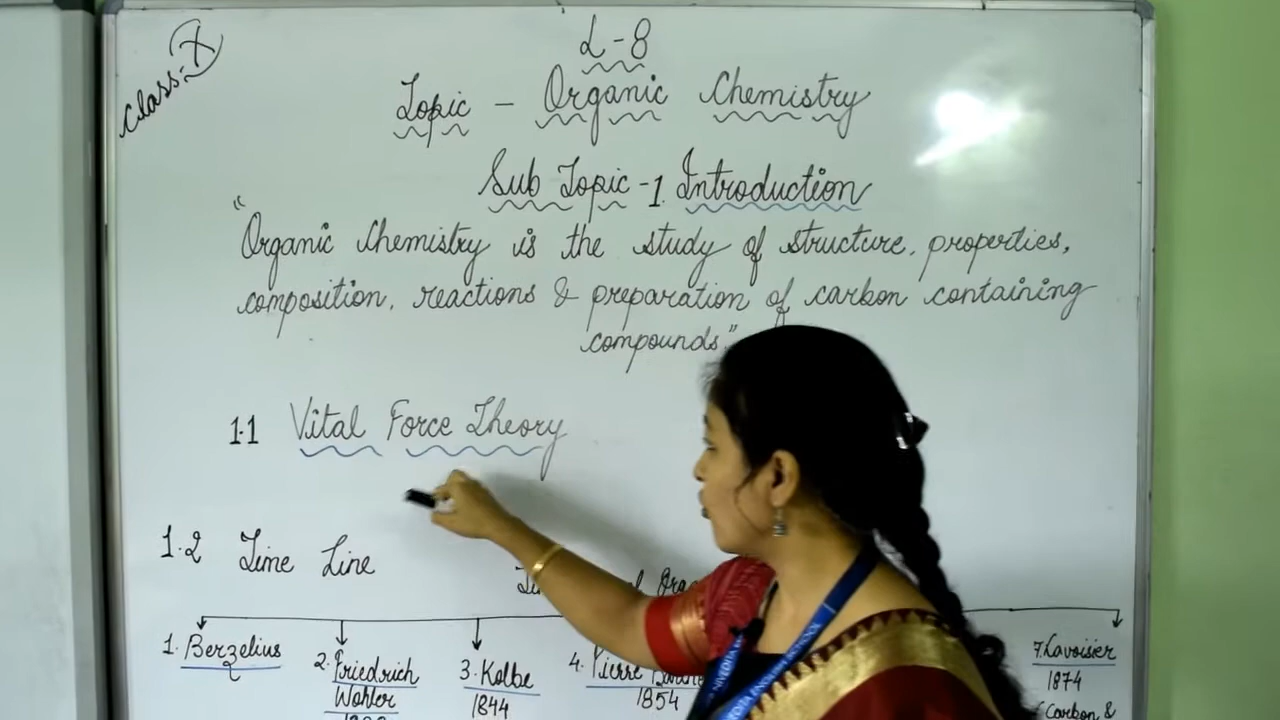 Class-X
L-8
Topic - Organic Chemistry
Sub Topic -1. Introduction
"Organic Chemistry is the study of structure, properties,
composition, reactions & preparation of carbon containing
compounds."
1.1 Vital Force Theory
1.2 Time Line
1. Berzelius
2. Friedrich
Wohler
3. Kolbe
1844
4. Pierre
1854
7. Lavoisier
1874
(Carbon &